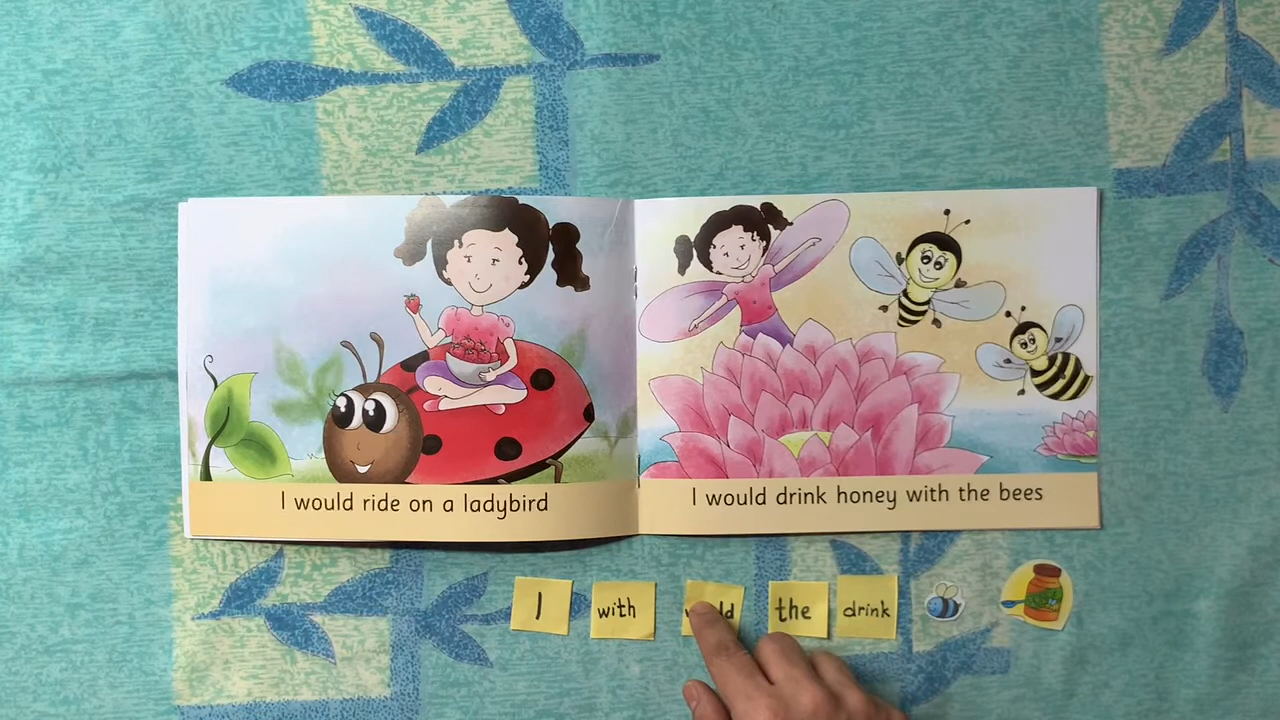 I would ride on a ladybird
I would drink honey with the bees
I with the drink